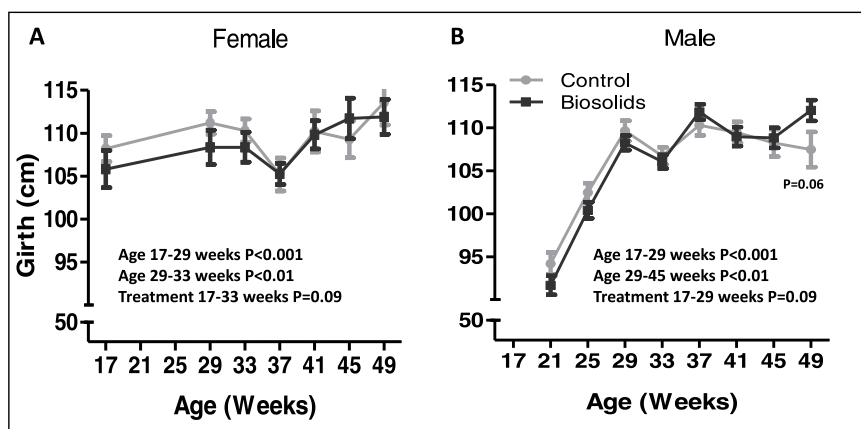 A
Female
115
110
105
100
95
50
Girth (cm)
Age 17-29 weeks P<0.001
Age 29-33 weeks P<0.01
Treatment 17-33 weeks P=0.09
17 21 25 29 33 37 41 45 49
Age (Weeks)
B
Male
Control
Biosolids
115
110
105
100
95
50
P=0.06
Age 17-29 weeks P<0.001
Age 29-45 weeks P<0.01
Treatment 17-29 weeks P=0.09
17 21 25 29 33 37 41 45 49
Age (Weeks)